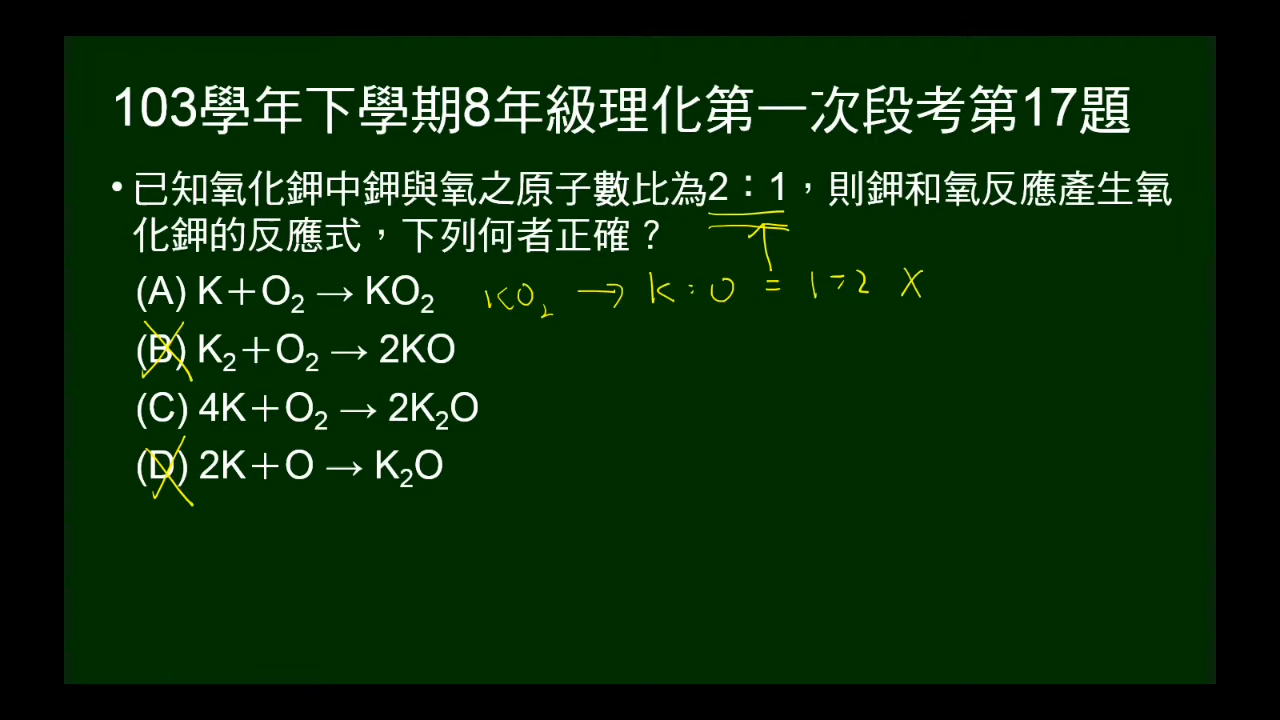 103學年下學期8年級理化第一次段考第17題
• 已知氧化鉀中鉀與氧之原子數比為2：1，則鉀和氧反應產生氧
化鉀的反應式，下列何者正確？
(A) K＋O₂ → KO₂ KO₂ → K : O = 1 : 2 X
(B) K₂＋O₂ → 2KO
(C) 4K＋O₂ → 2K₂O
(D) 2K＋O → K₂O